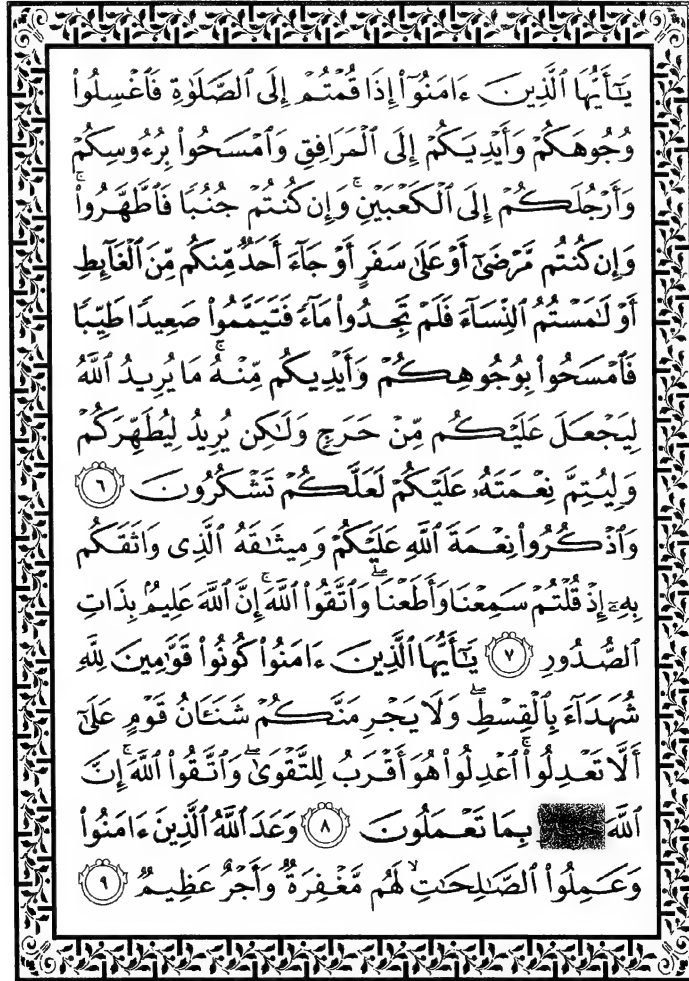 يَـٰٓأَيُّهَا ٱلَّذِينَ ءَامَنُوٓا۟ إِذَا قُمْتُمْ إِلَى ٱلصَّلَوٰةِ فَٱغْسِلُوا۟
وُجُوهَكُمْ وَأَيْدِيَكُمْ إِلَى ٱلْمَرَافِقِ وَٱمْسَحُوا۟ بِرُءُوسِكُمْ
وَأَرْجُلَكُمْ إِلَى ٱلْكَعْبَيْنِ ۚ وَإِن كُنتُمْ جُنُبًا فَٱطَّهَّرُوا۟ ۚ
وَإِن كُنتُم مَّرْضَىٰٓ أَوْ عَلَىٰ سَفَرٍ أَوْ جَآءَ أَحَدٌ مِّنكُم مِّنَ ٱلْغَآئِطِ
أَوْ لَـٰمَسْتُمُ ٱلنِّسَآءَ فَلَمْ تَجِدُوا۟ مَآءً فَتَيَمَّمُوا۟ صَعِيدًا طَيِّبًا
فَٱمْسَحُوا۟ بِوُجُوهِكُمْ وَأَيْدِيكُم مِّنْهُ ۚ مَا يُرِيدُ ٱللَّهُ
لِيَجْعَلَ عَلَيْكُم مِّنْ حَرَجٍ وَلَـٰكِن يُرِيدُ لِيُطَهِّرَكُمْ
وَلِيُتِمَّ نِعْمَتَهُۥ عَلَيْكُمْ لَعَلَّكُمْ تَشْكُرُونَ ٦
وَٱذْكُرُوا۟ نِعْمَةَ ٱللَّهِ عَلَيْكُمْ وَمِيثَـٰقَهُ ٱلَّذِى وَاثَقَكُم
بِهِۦٓ إِذْ قُلْتُمْ سَمِعْنَا وَأَطَعْنَا ۖ وَٱتَّقُوا۟ ٱللَّهَ ۚ إِنَّ ٱللَّهَ عَلِيمٌۢ بِذَاتِ
ٱلصُّدُورِ ٧ يَـٰٓأَيُّهَا ٱلَّذِينَ ءَامَنُوا۟ كُونُوا۟ قَوَّٰمِينَ لِلَّهِ
شُهَدَآءَ بِٱلْقِسْطِ ۖ وَلَا يَجْرِمَنَّكُمْ شَنَـَٔانُ قَوْمٍ عَلَىٰٓ
أَلَّا تَعْدِلُوا۟ ۚ ٱعْدِلُوا۟ هُوَ أَقْرَبُ لِلتَّقْوَىٰ ۖ وَٱتَّقُوا۟ ٱللَّهَ ۚ إِنَّ
ٱللَّهَ بِمَا تَعْمَلُونَ ٨ وَعَدَ ٱللَّهُ ٱلَّذِينَ ءَامَنُوا۟
وَعَمِلُوا۟ ٱلصَّـٰلِحَـٰتِ ۙ لَهُم مَّغْفِرَةٌ وَأَجْرٌ عَظِيمٌ ٩